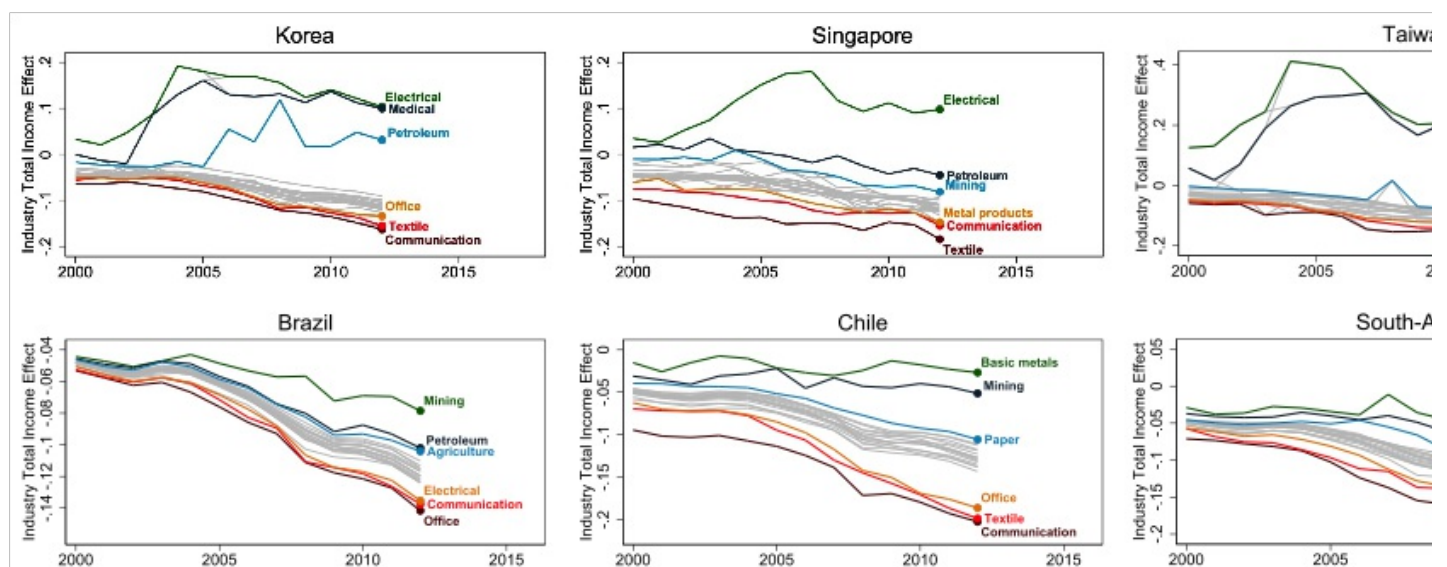 Korea
Industry Total Income Effect
.2
.1
0
-.1
-.2
Electrical
Medical
Petroleum
Office
Textile
Communication
2000 2005 2010 2015
Singapore
Industry Total Income Effect
.2
.1
0
-.1
-.2
Electrical
Petroleum
Mining
Metal products
Communication
Textile
2000 2005 2010 2015
Taiwa
Industry Total Income Effect
.4
.2
0
-.2
2000 2005 2
Brazil
Industry Total Income Effect
-.04
-.06
-.08
-.1
-.12
-.14
Mining
Petroleum
Agriculture
Electrical
Communication
Office
2000 2005 2010 2015
Chile
Industry Total Income Effect
0
-.05
-.1
-.15
-.2
Basic metals
Mining
Paper
Office
Textile
Communication
2000 2005 2010 2015
South-A
Industry Total Income Effect
.05
0
-.05
-.1
-.15
-.2
2000 2005